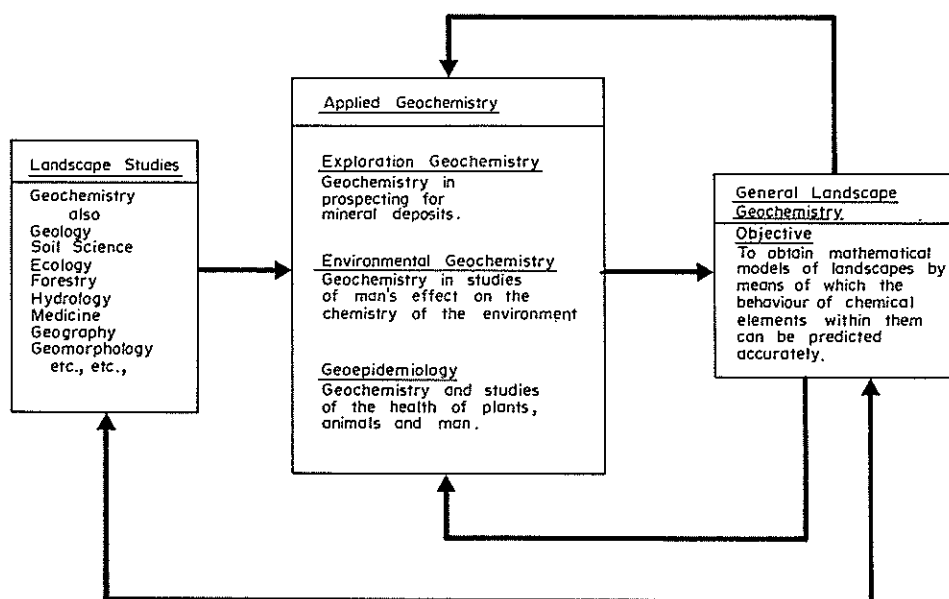 Landscape Studies
Geochemistry
also
Geology
Soil Science
Ecology
Forestry
Hydrology
Medicine
Geography
Geomorphology
etc., etc.,
Applied Geochemistry
Exploration Geochemistry
Geochemistry in
prospecting for
mineral deposits.
Environmental Geochemistry
Geochemistry in studies
of man's effect on the
chemistry of the environment
Geoepidemiology
Geochemistry and studies
of the health of plants,
animals and man.
General Landscape
Geochemistry
Objective
To obtain mathematical
models of landscapes by
means of which the
behaviour of chemical
elements within them
can be predicted
accurately.